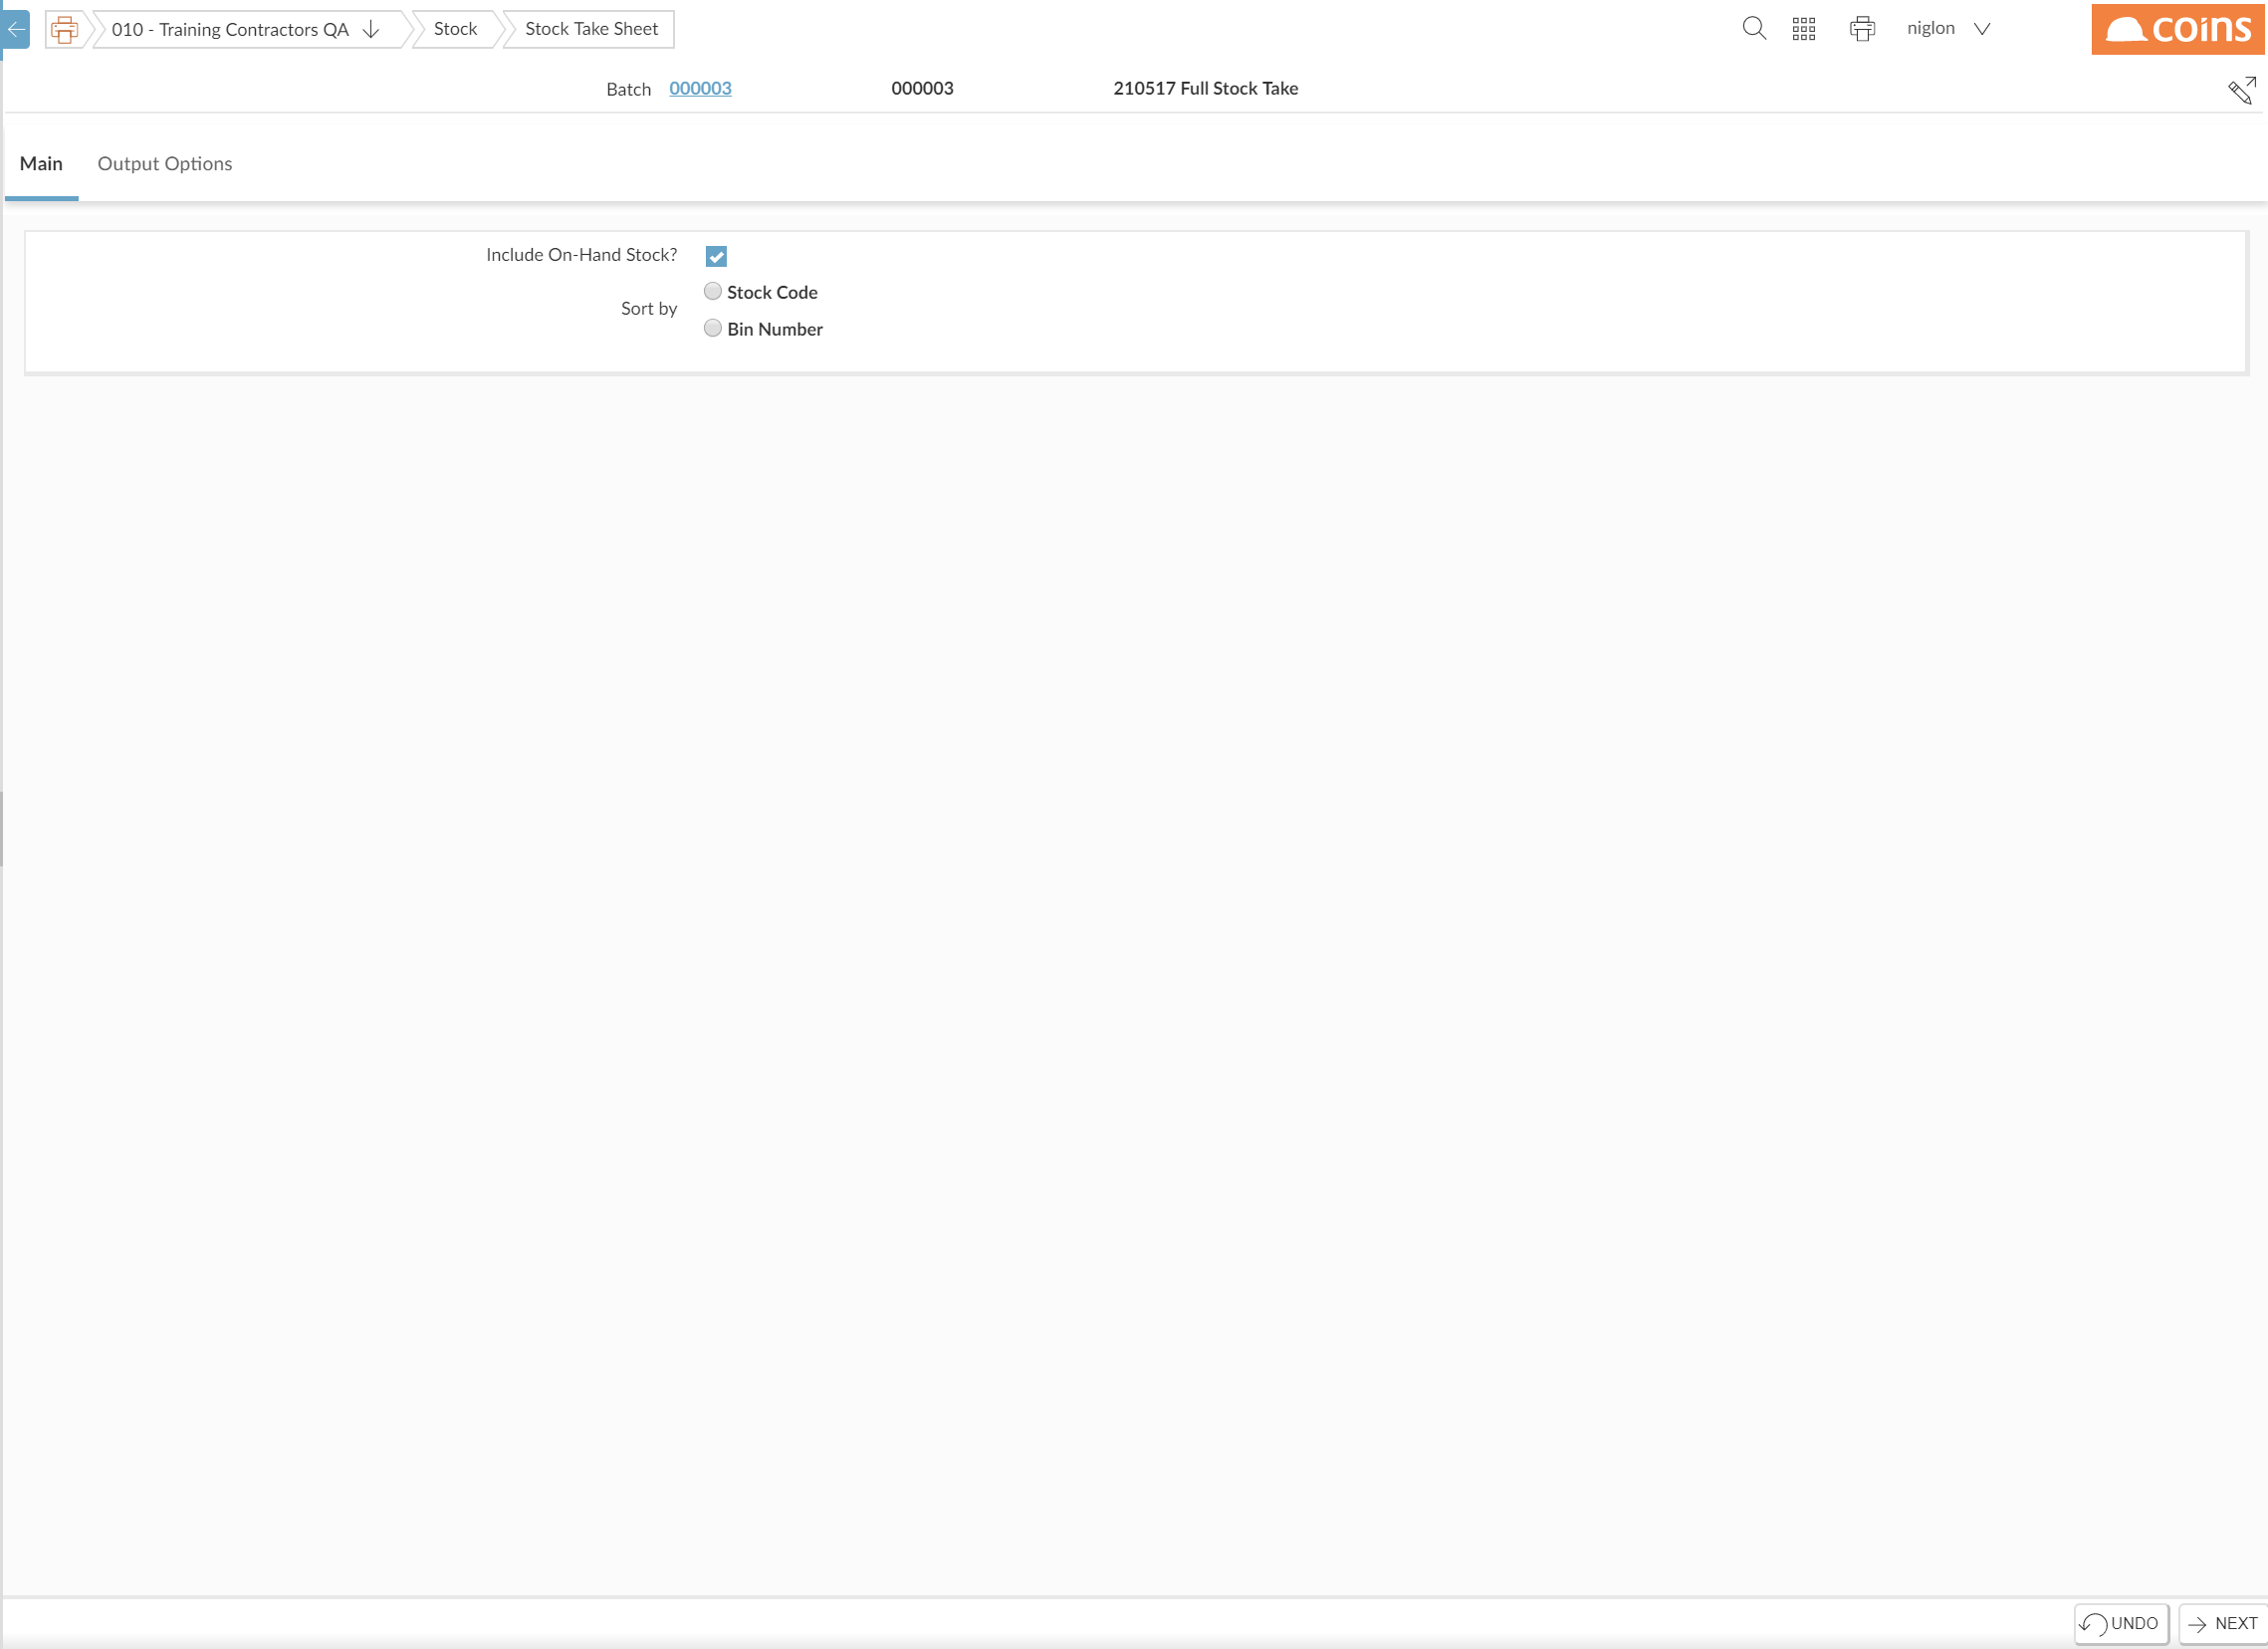 010 - Training Contractors QA
Stock
Stock Take Sheet
niglon
coins
Batch 000003 000003 210517 Full Stock Take
Main Output Options
Include On-Hand Stock?
Sort by
Stock Code
Bin Number
UNDO NEXT